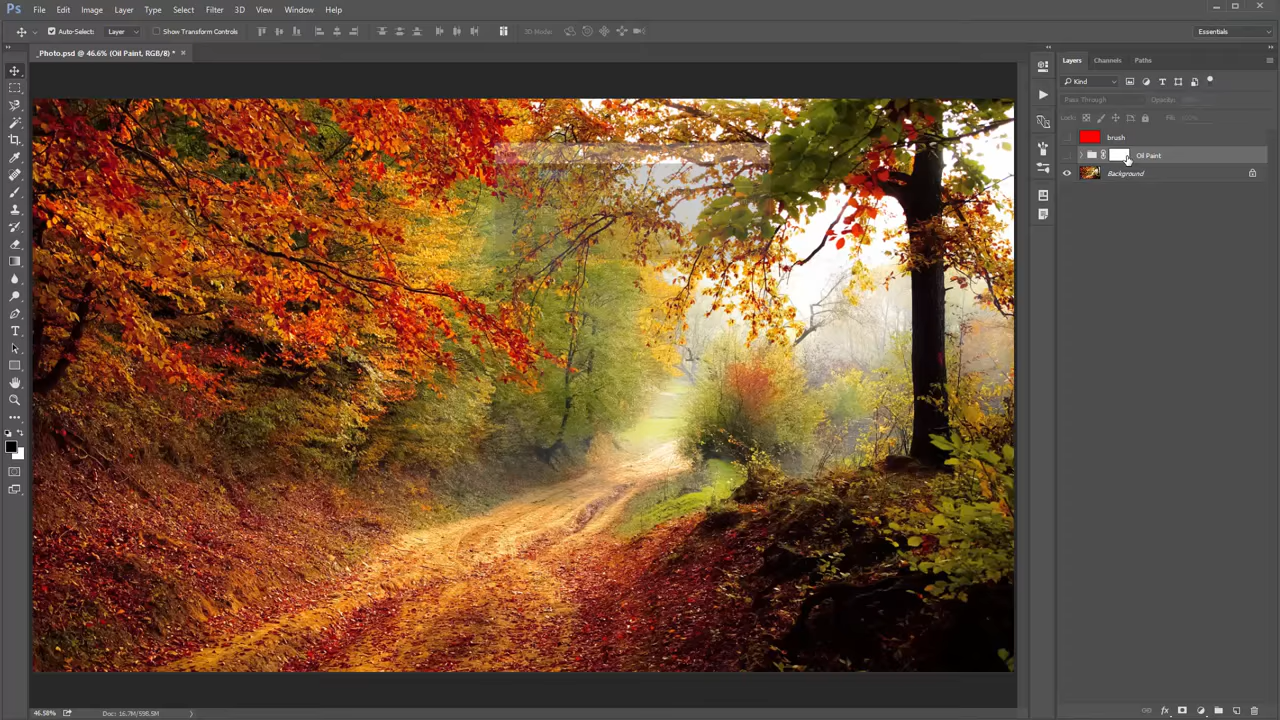 Ps File Edit Image Layer Type Select Filter 3D View Window Help
Auto-Select: Layer Show Transform Controls 3D Mode: Essentials
_Photo.psd @ 46.6% (Oil Paint, RGB/8) * ×
Layers Channels Paths
Kind
Pass Through Opacity:
Lock: Fill:
brush
Oil Paint
Background
46.58% Doc: 16.7M/595.5M